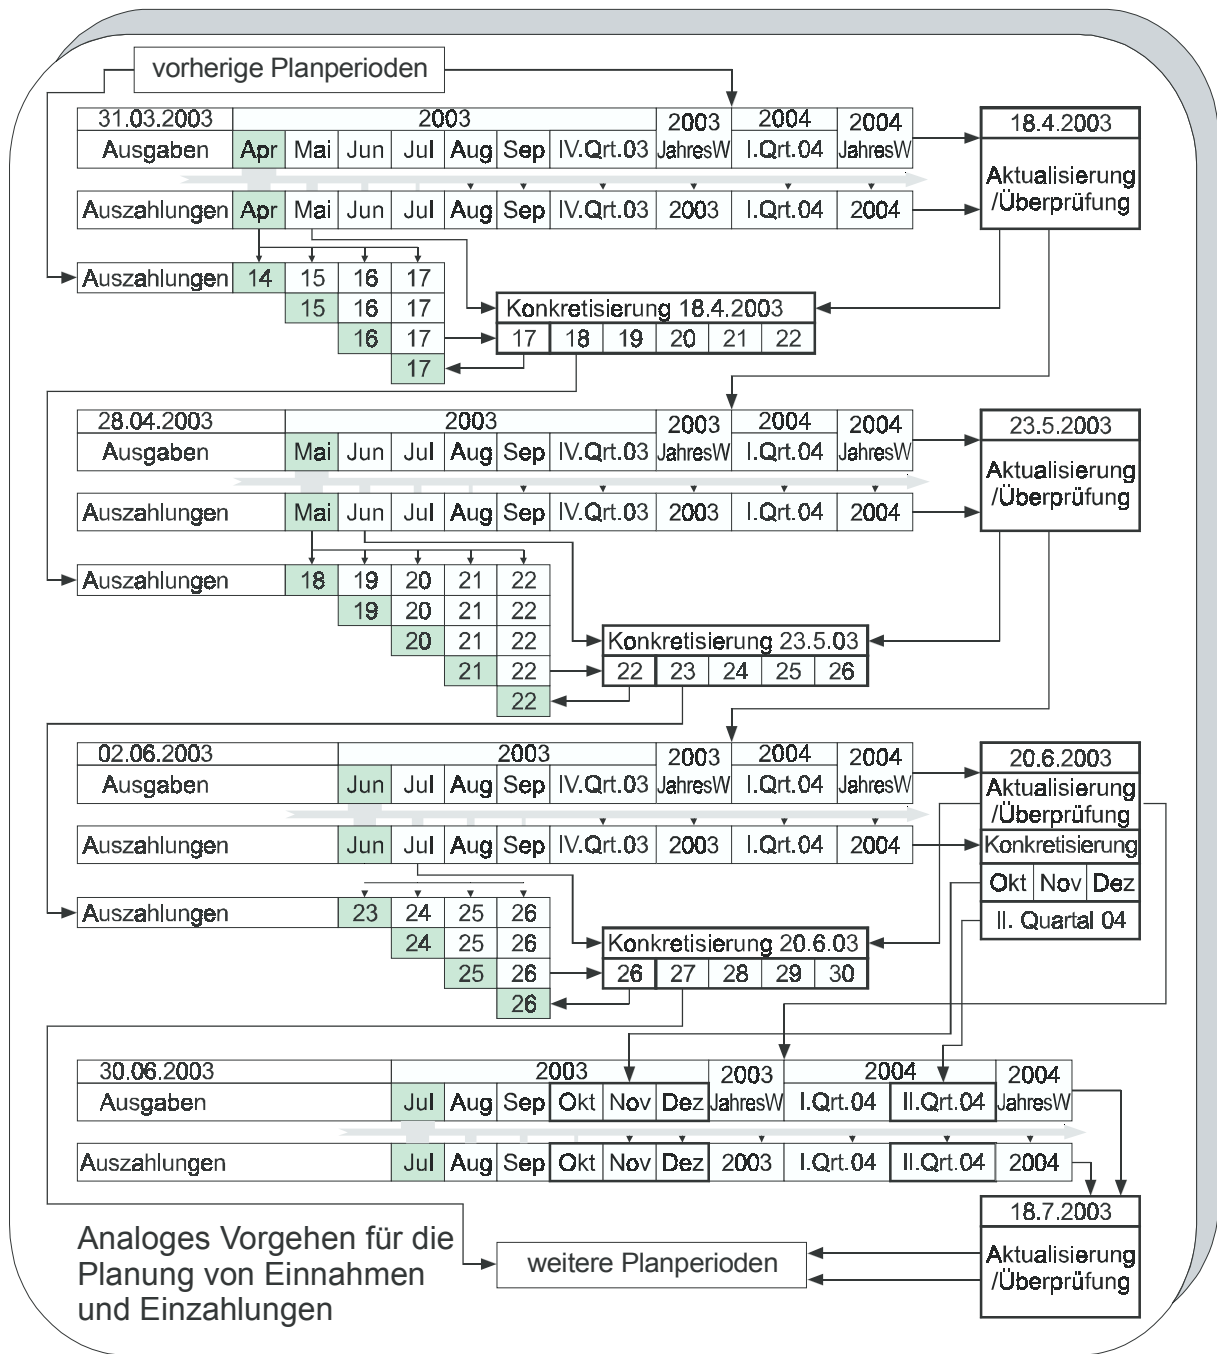 vorherige Planperioden
31.03.2003 2003 2003 2004 2004 18.4.2003
Ausgaben Apr Mai Jun Jul Aug Sep IV.Qrt.03 JahresW I.Qrt.04 JahresW
Aktualisierung
/Überprüfung
Auszahlungen Apr Mai Jun Jul Aug Sep IV.Qrt.03 2003 I.Qrt.04 2004
Auszahlungen 14 15 16 17
15 16 17
Konkretisierung 18.4.2003
16 17
17 18 19 20 21 22
17
28.04.2003 2003 2003 2004 2004 23.5.2003
Ausgaben Mai Jun Jul Aug Sep IV.Qrt.03 JahresW I.Qrt.04 JahresW
Aktualisierung
/Überprüfung
Auszahlungen Mai Jun Jul Aug Sep IV.Qrt.03 2003 I.Qrt.04 2004
Auszahlungen 18 19 20 21 22
19 20 21 22
20 21 22
Konkretisierung 23.5.03
21 22
22 23 24 25 26
22
02.06.2003 2003 2003 2004 2004 20.6.2003
Ausgaben Jun Jul Aug Sep IV.Qrt.03 JahresW I.Qrt.04 JahresW
Aktualisierung
/Überprüfung
Auszahlungen Jun Jul Aug Sep IV.Qrt.03 2003 I.Qrt.04 2004
Konkretisierung
Okt Nov Dez
II. Quartal 04
Auszahlungen 23 24 25 26
24 25 26
Konkretisierung 20.6.03
25 26
26 27 28 29 30
26
30.06.2003 2003 2003 2004 2004
Ausgaben Jul Aug Sep Okt Nov Dez JahresW I.Qrt.04 II.Qrt.04 JahresW
Auszahlungen Jul Aug Sep Okt Nov Dez 2003 I.Qrt.04 II.Qrt.04 2004
18.7.2003
Aktualisierung
/Überprüfung
weitere Planperioden
Analoges Vorgehen für die
Planung von Einnahmen
und Einzahlungen